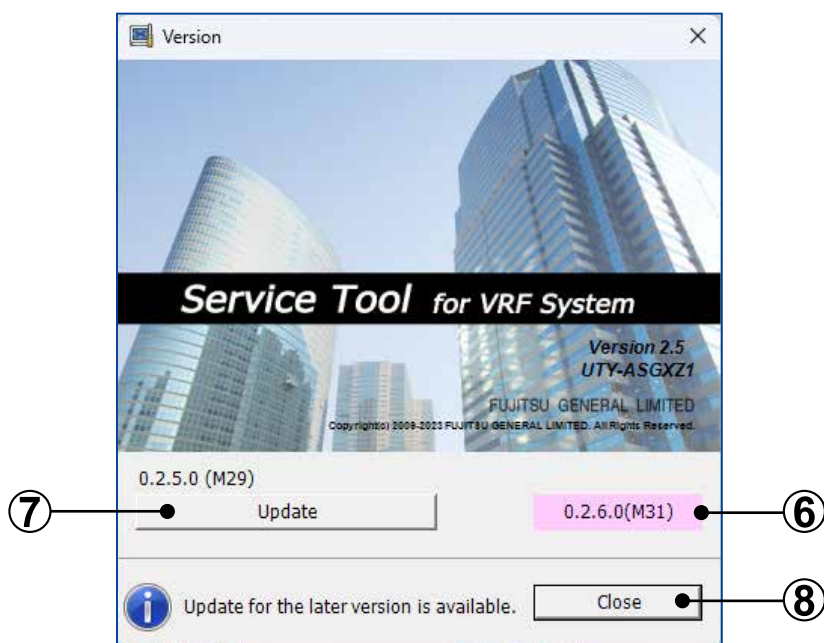 Version
Service Tool for VRF System
Version 2.5
UTY-ASGXZ1
FUJITSU GENERAL LIMITED
Copyright(c) 2009-2023 FUJITSU GENERAL LIMITED. All Rights Reserved.
0.2.5.0 (M29)
7 Update 0.2.6.0(M31) 6
Update for the later version is available. Close 8